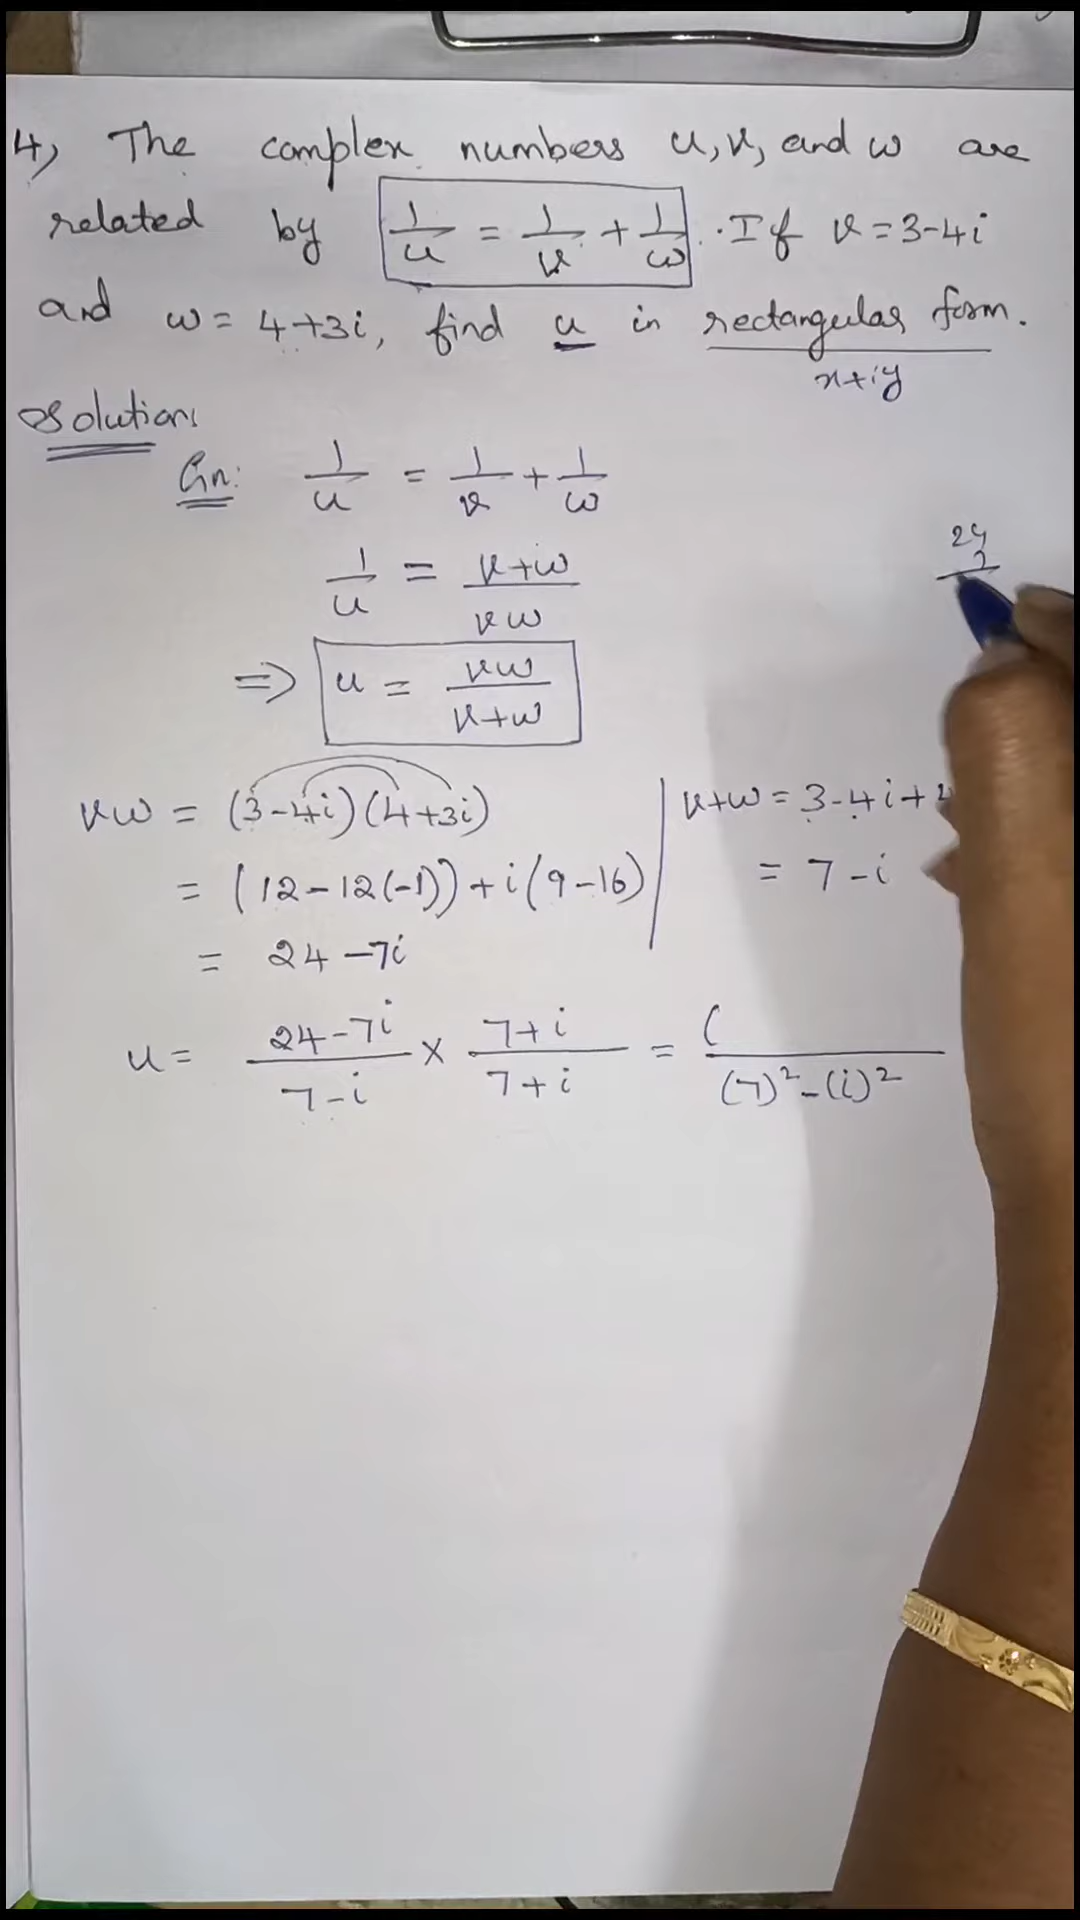 4) The complex numbers u, v, and w are
related by 1/u = 1/v + 1/w . If v = 3-4i
and w = 4+3i, find u in rectangular form.
x+iy
Solution:
Gn: 1/u = 1/v + 1/w
1/u = v+w/vw
⇒ u = vw/v+w
24
vw = (3-4i)(4+3i)
= (12-12(-1))+i(9-16)
= 24-7i
v+w = 3-4i+
= 7-i
u = 24-7i/7-i × 7+i/7+i = (/(7)²-(i)²